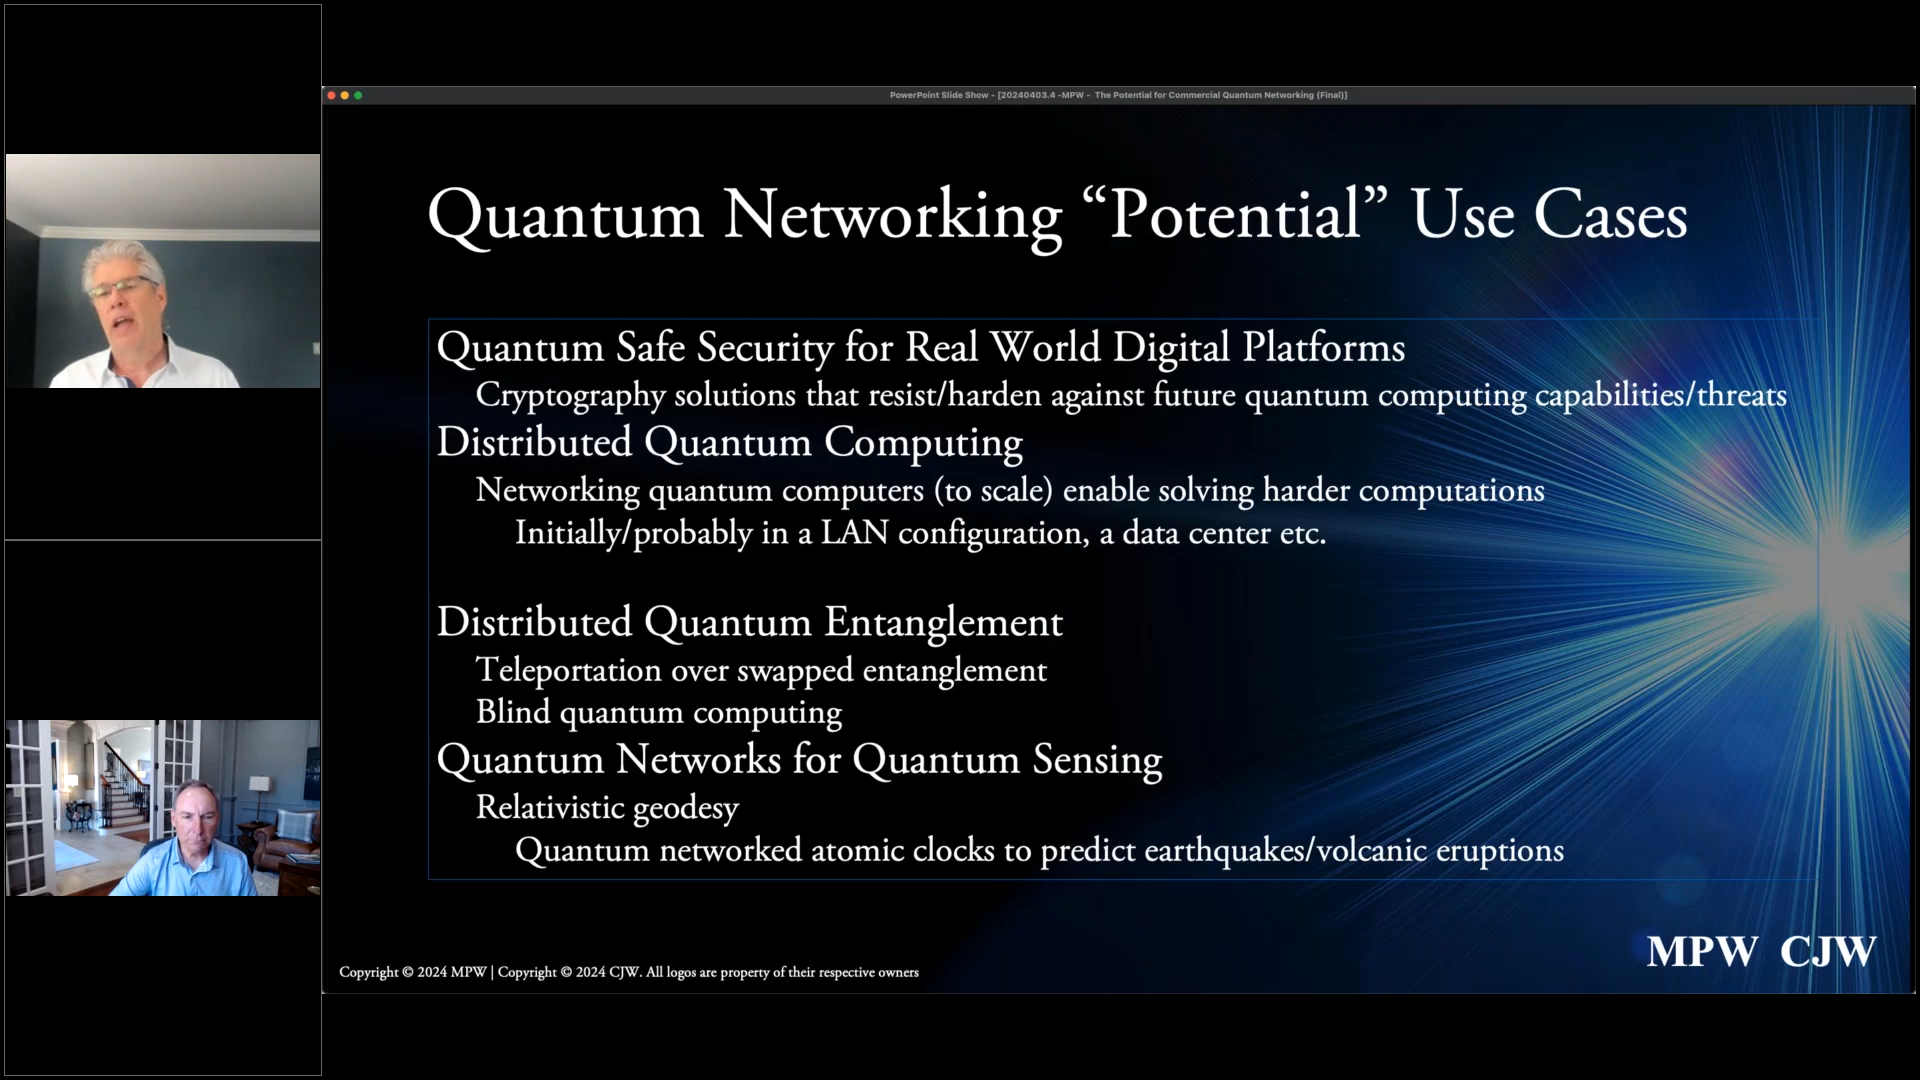 PowerPoint Slide Show - [20240403.4 -MPW - The Potential for Commercial Quantum Networking (Final)]
Quantum Networking “Potential” Use Cases
Quantum Safe Security for Real World Digital Platforms
Cryptography solutions that resist/harden against future quantum computing capabilities/threats
Distributed Quantum Computing
Networking quantum computers (to scale) enable solving harder computations
Initially/probably in a LAN configuration, a data center etc.
Distributed Quantum Entanglement
Teleportation over swapped entanglement
Blind quantum computing
Quantum Networks for Quantum Sensing
Relativistic geodesy
Quantum networked atomic clocks to predict earthquakes/volcanic eruptions
MPW CJW
Copyright © 2024 MPW | Copyright © 2024 CJW. All logos are property of their respective owners